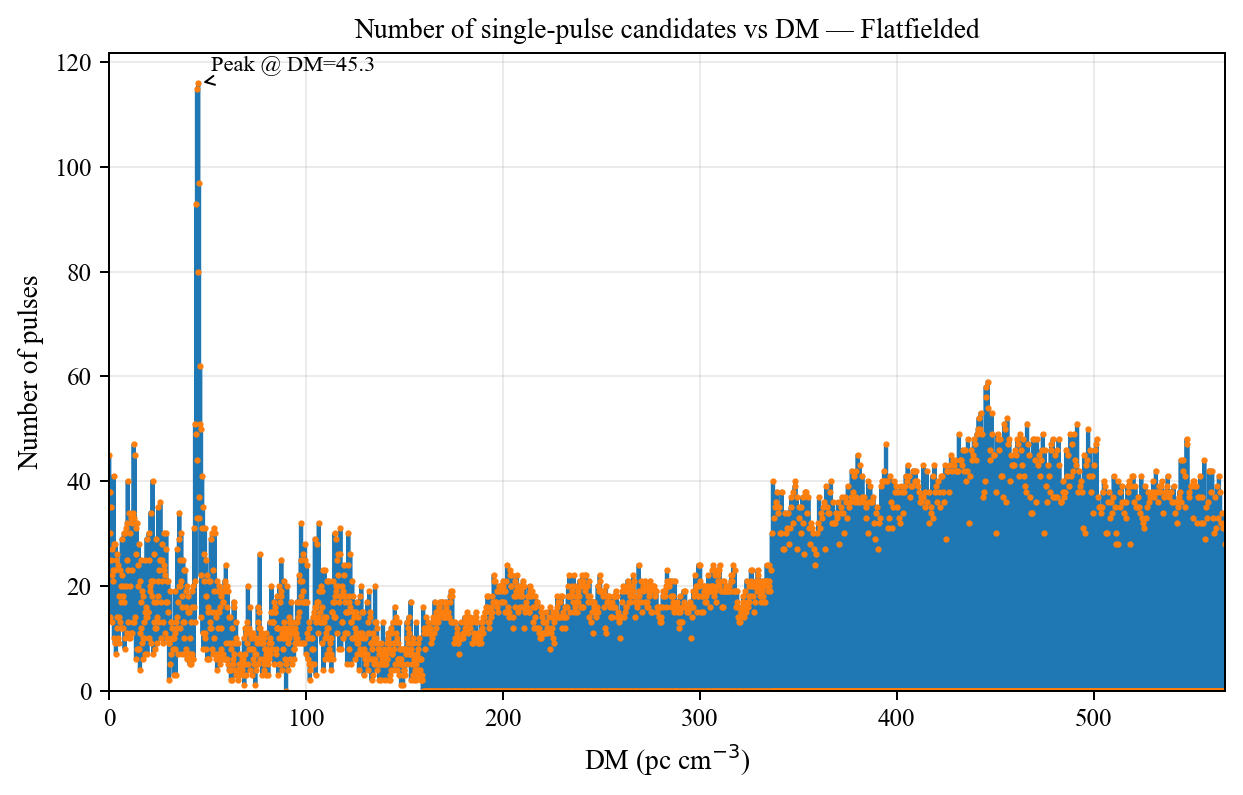 Number of single-pulse candidates vs DM — Flatfielded
Peak @ DM=45.3
120
100
80
60
40
20
0
Number of pulses
0 100 200 300 400 500
DM (pc cm⁻³)